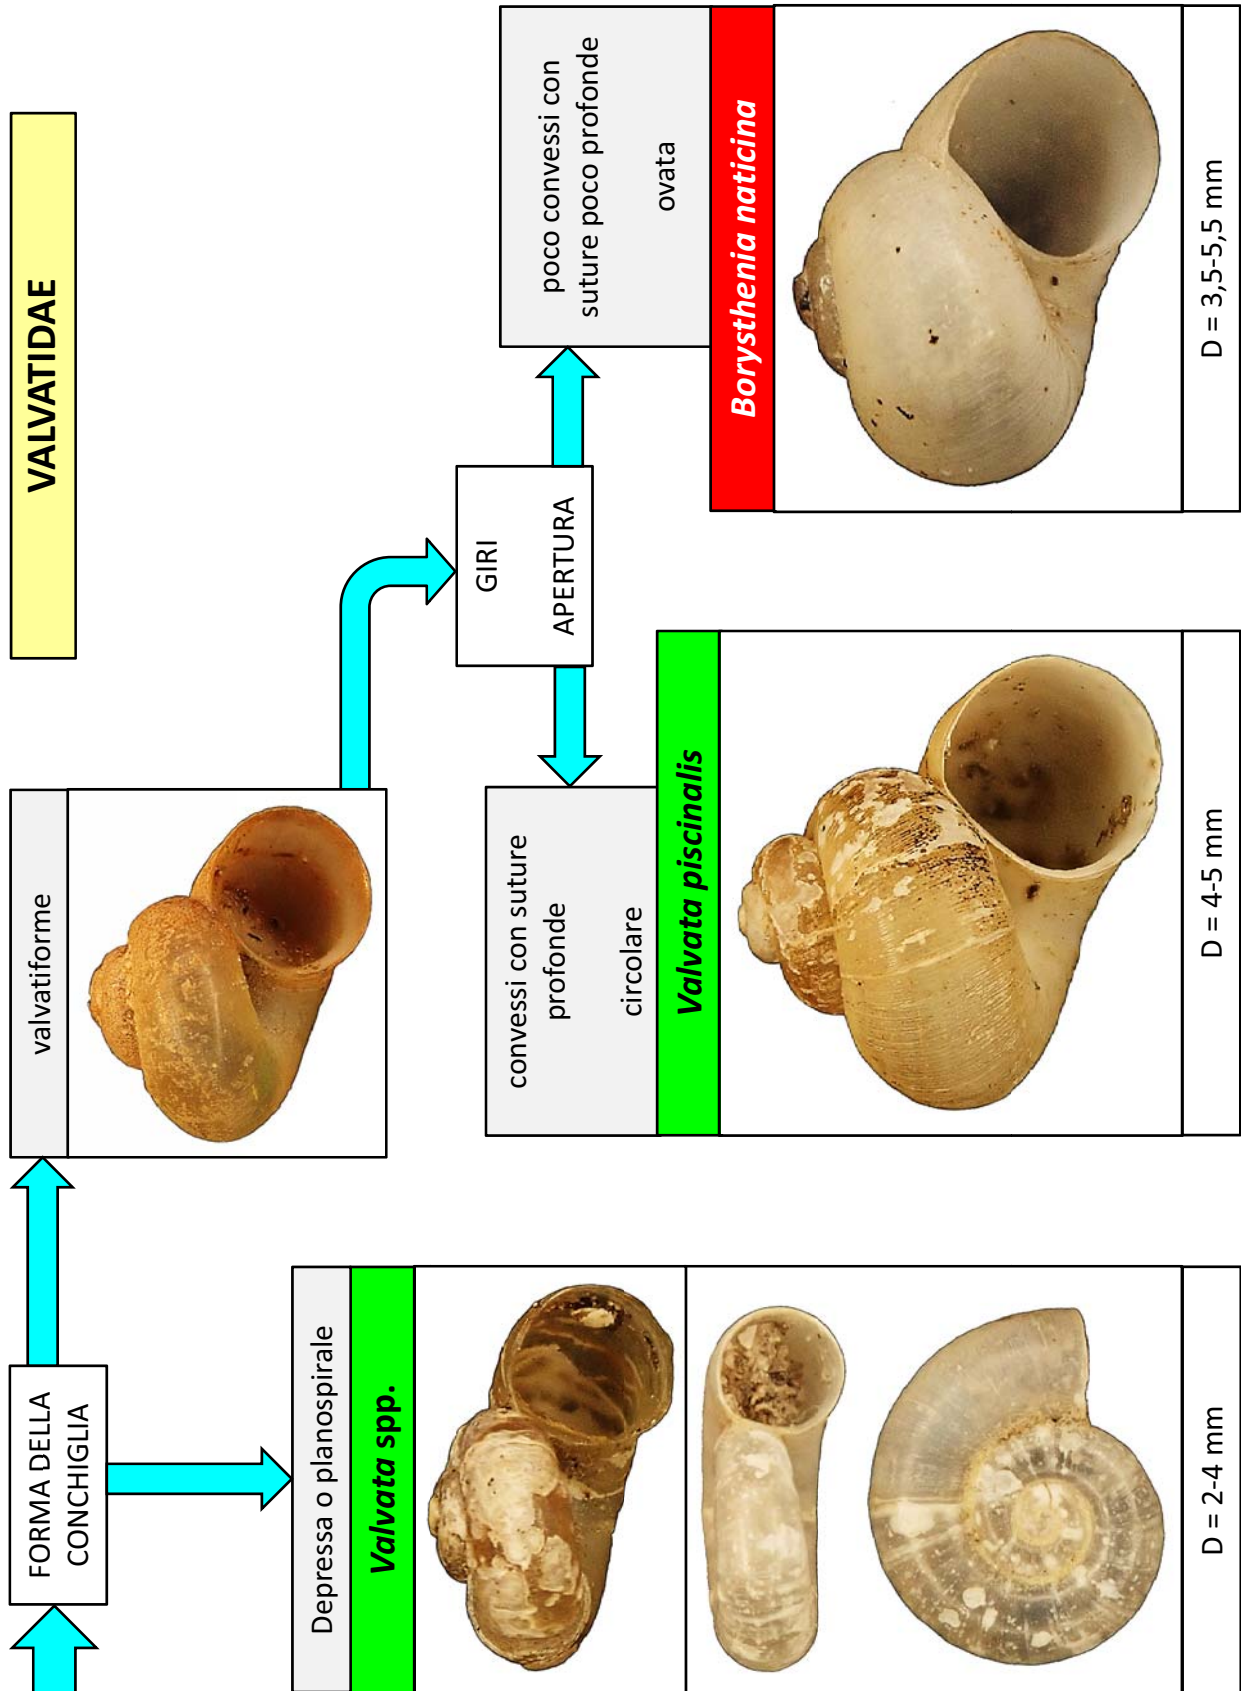 VALVATIDAE
FORMA DELLA
CONCHIGLIA
valvatiforme
Depressa o planospirale
Valvata spp.
D = 2-4 mm
GIRI
APERTURA
convessi con suture
profonde
circolare
Valvata piscinalis
D = 4-5 mm
poco convessi con
suture poco profonde
ovata
Borysthenia naticina
D = 3,5-5,5 mm